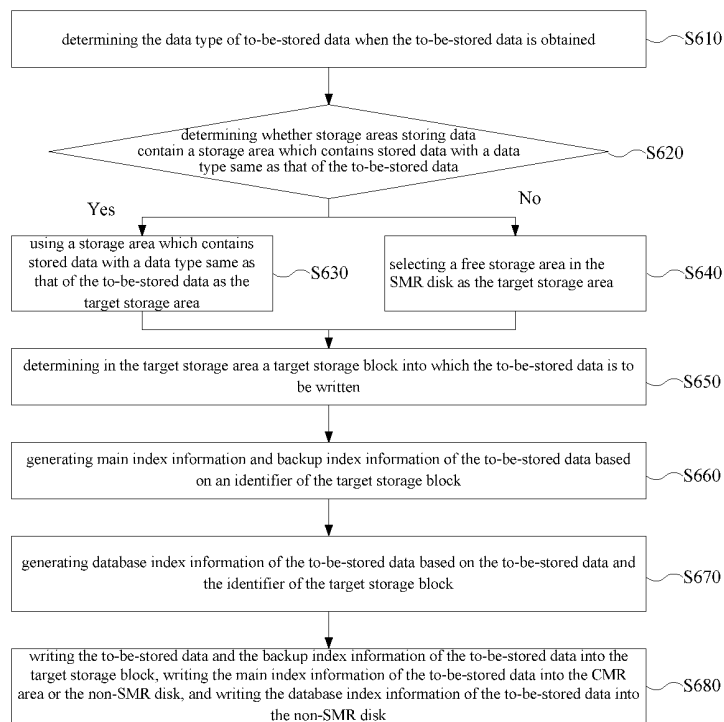 determining the data type of to-be-stored data when the to-be-stored data is obtained
S610
determining whether storage areas storing data
contain a storage area which contains stored data with a data
type same as that of the to-be-stored data
S620
Yes
No
using a storage area which contains
stored data with a data type same as
that of the to-be-stored data as the
target storage area
S630
selecting a free storage area in the
SMR disk as the target storage area
S640
determining in the target storage area a target storage block into which the to-be-stored data is to
be written
S650
generating main index information and backup index information of the to-be-stored data based
on an identifier of the target storage block
S660
generating database index information of the to-be-stored data based on the to-be-stored data and
the identifier of the target storage block
S670
writing the to-be-stored data and the backup index information of the to-be-stored data into the
target storage block, writing the main index information of the to-be-stored data into the CMR
area or the non-SMR disk, and writing the database index information of the to-be-stored data into
the non-SMR disk
S680